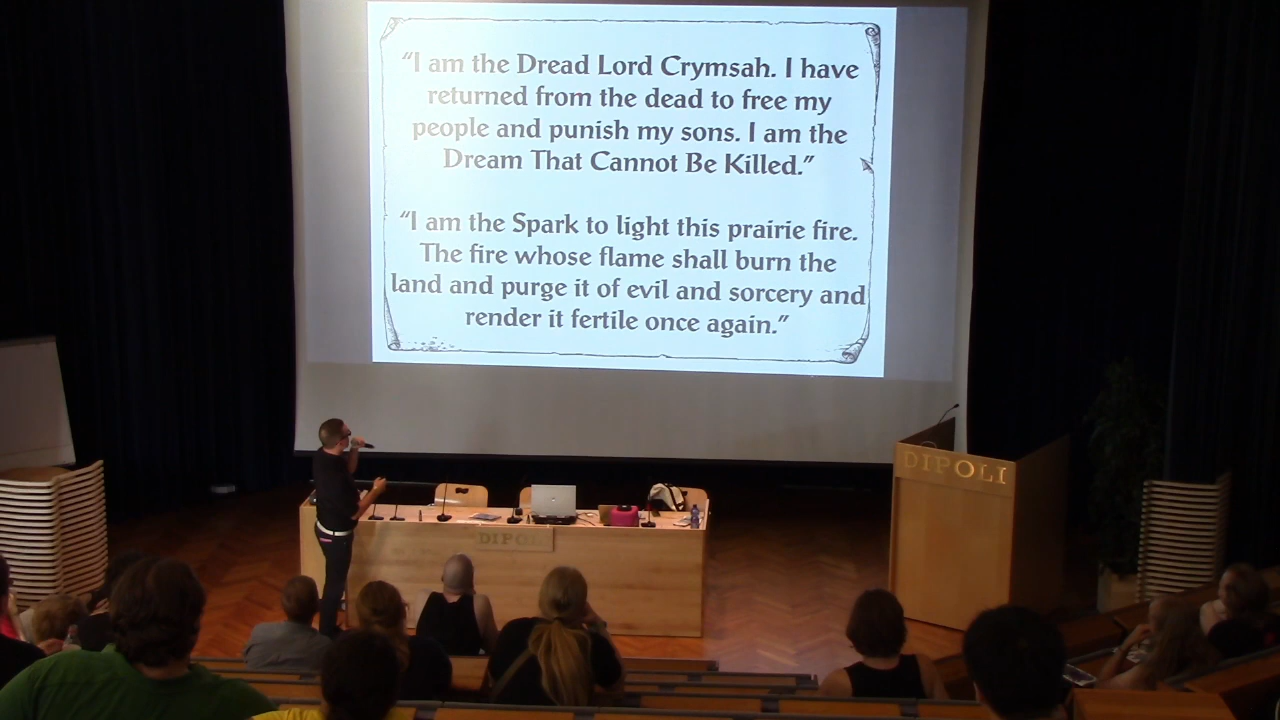 “I am the Dread Lord Crymsah. I have
returned from the dead to free my
people and punish my sons. I am the
Dream That Cannot Be Killed.”
“I am the Spark to light this prairie fire.
The fire whose flame shall burn the
land and purge it of evil and sorcery and
render it fertile once again.”
DIPOLI
DIPOLI